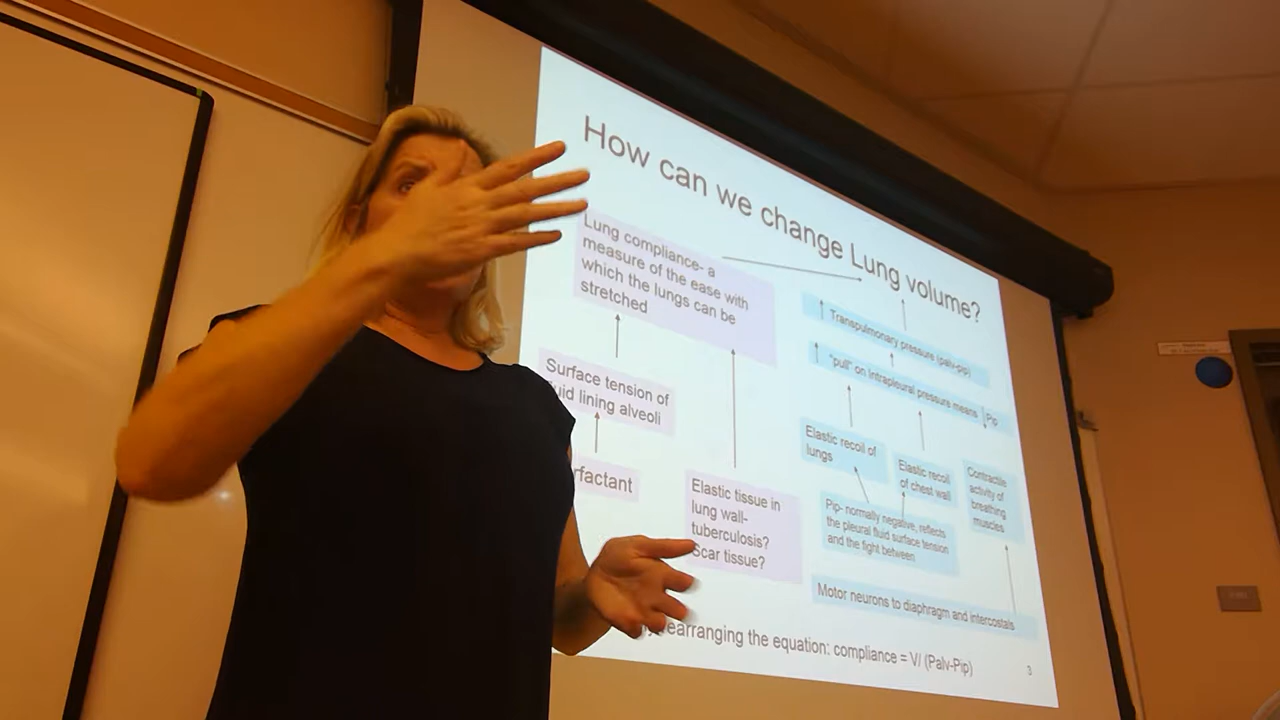 How can we change Lung volume?
Lung compliance- a
measure of the ease with
which the lungs can be
stretched
Surface tension of
uid lining alveoli
rfactant
Elastic tissue in
lung wall-
tuberculosis?
Scar tissue?
Transpulmonary pressure (palv-pip)
"pull" on Intrapleural pressure means Pip
Elastic recoil of
lungs
Elastic recoil
of chest wall
Contractile
activity of
breathing
muscles
Pip- normally negative, reflects
the pleural fluid surface tension
and the fight between
Motor neurons to diaphragm and intercostals
rearranging the equation: compliance = V/ (Palv-Pip)
3